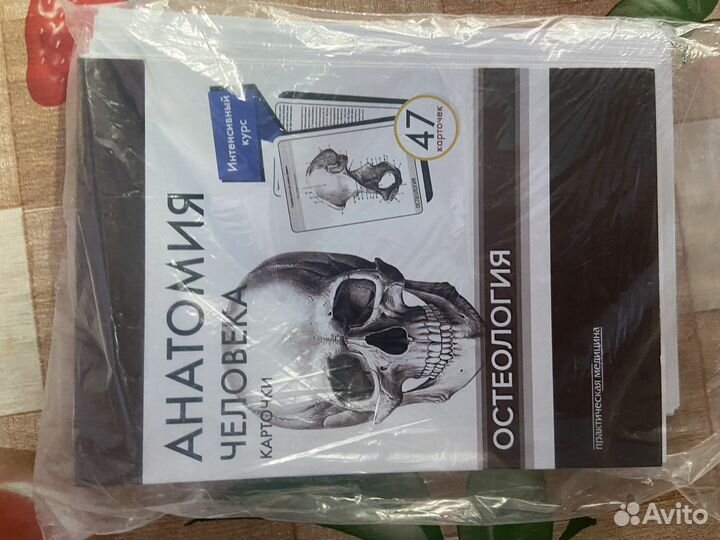 АНАТОМИЯ
ЧЕЛОВЕКА
КАРТОЧКИ
Интенсивный
курс
47
карточек
ОСТЕОЛОГИЯ
ОСТЕОЛОГИЯ
практическая медицина
Avito